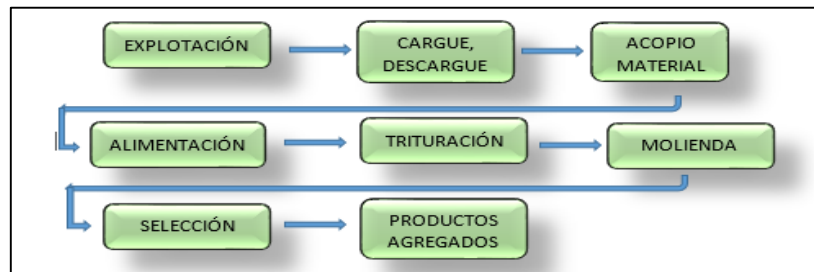 EXPLOTACIÓN
CARGUE,
DESCARGUE
ACOPIO
MATERIAL
ALIMENTACIÓN
TRITURACIÓN
MOLIENDA
SELECCIÓN
PRODUCTOS
AGREGADOS